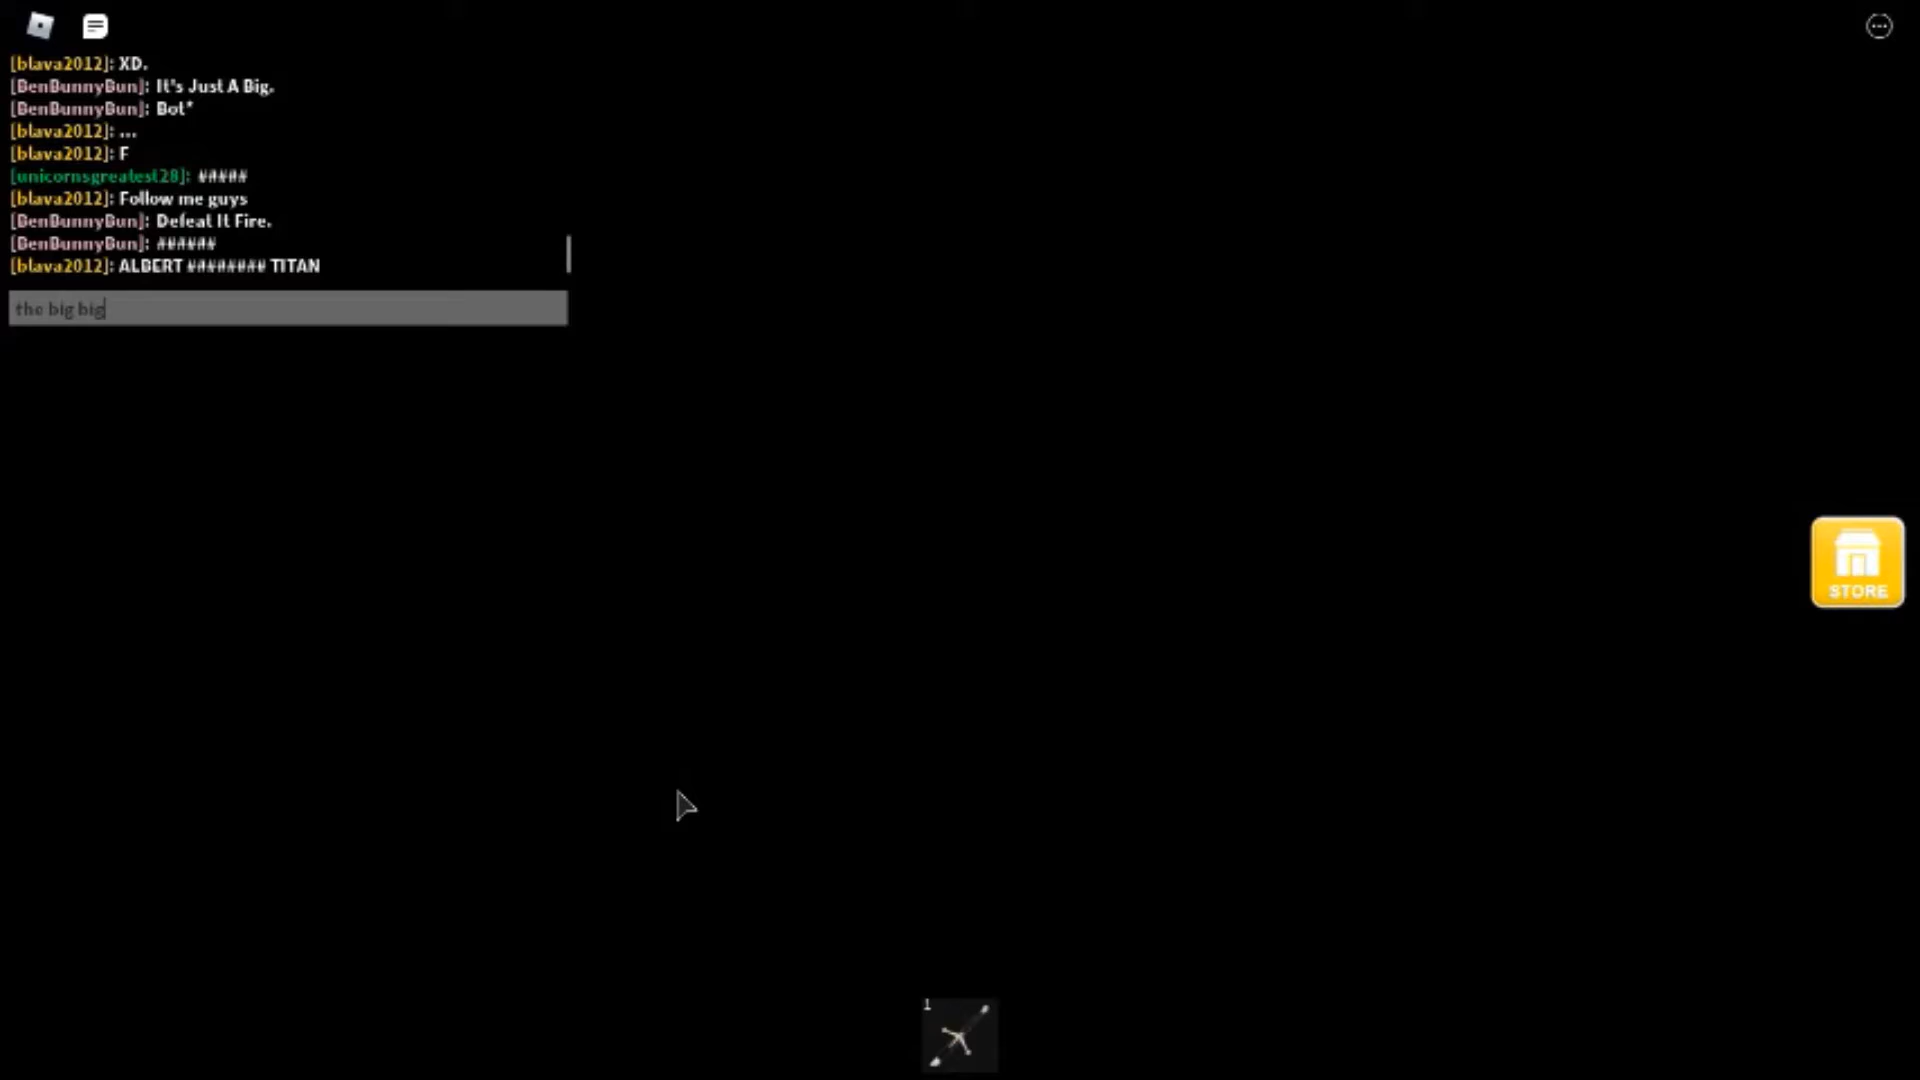 [blava2012]: XD.
[BenBunnyBun]: It's Just A Big.
[BenBunnyBun]: Bot*
[blava2012]: ...
[blava2012]: F
[unicornsgreatest28]: #####
[blava2012]: Follow me guys
[BenBunnyBun]: Defeat It Fire.
[BenBunnyBun]: ######
[blava2012]: ALBERT ######## TITAN
the big big
STORE
1